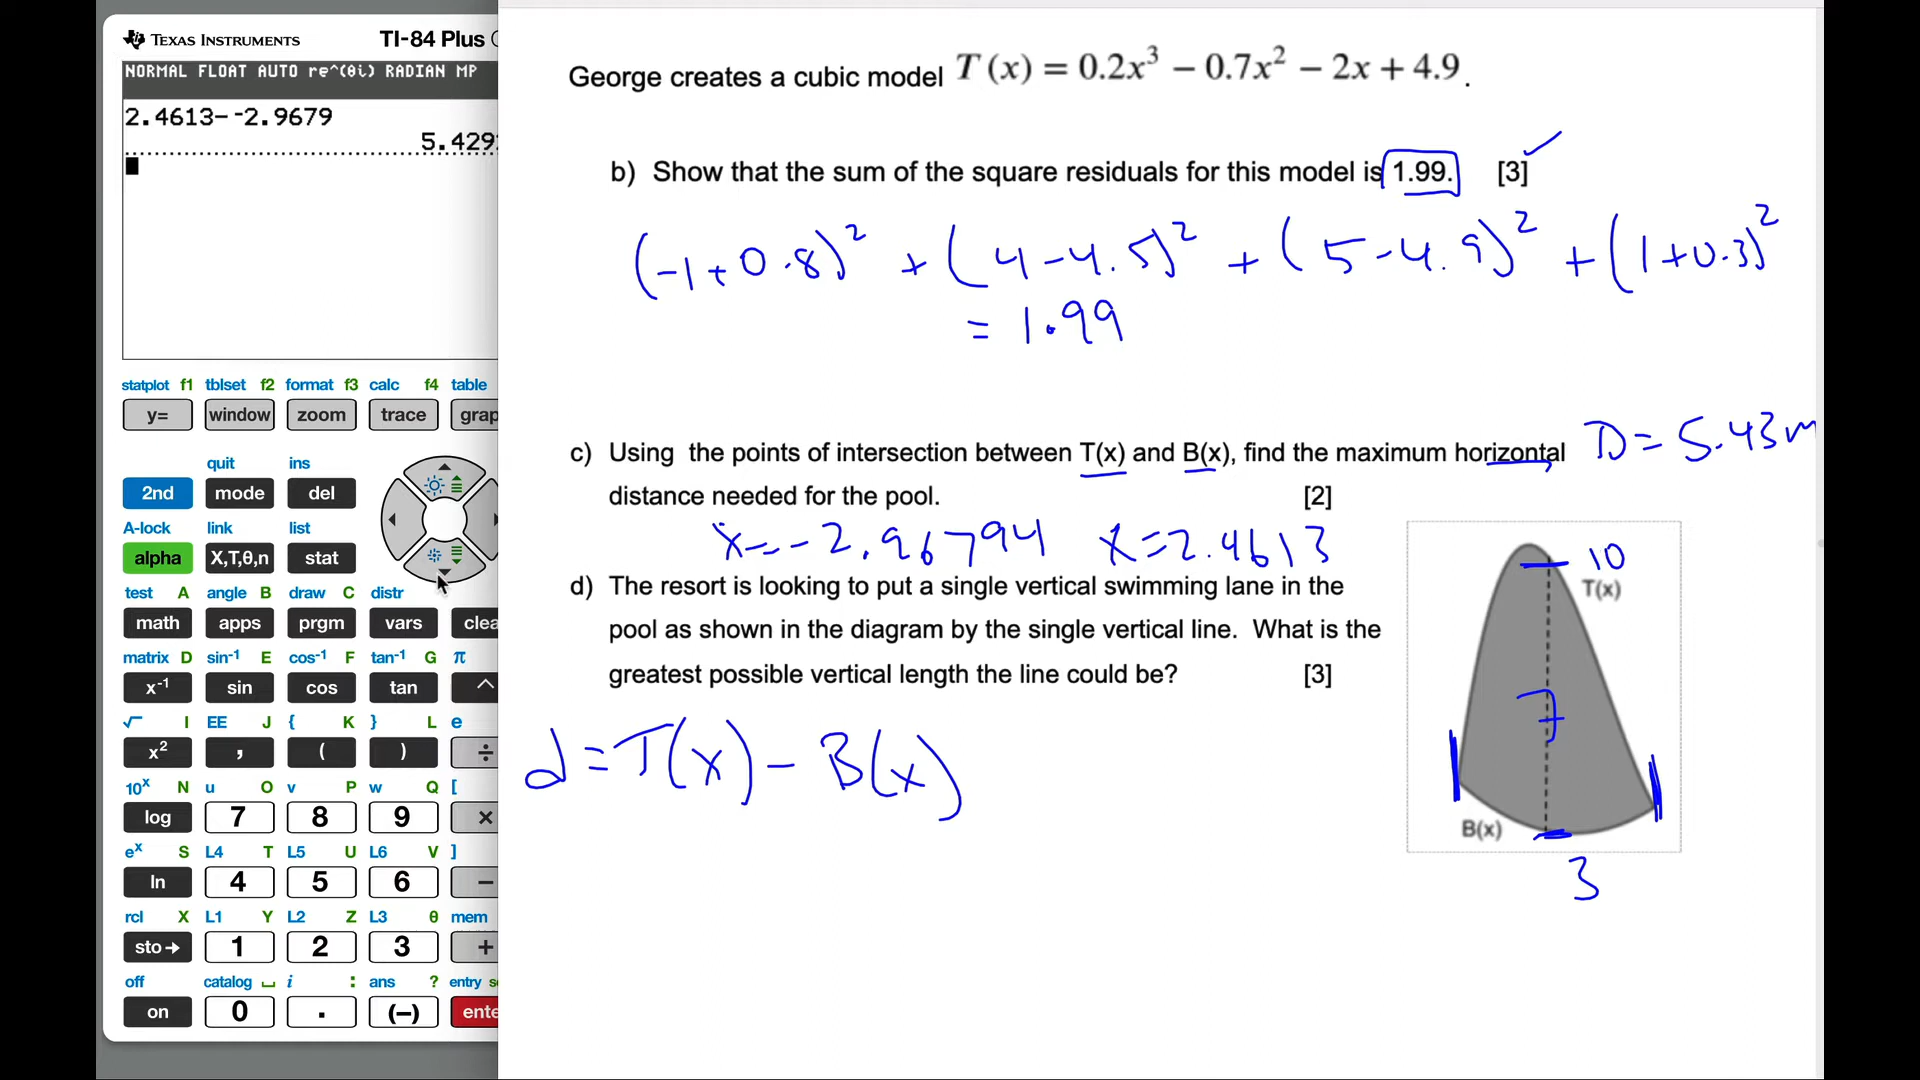 TEXAS INSTRUMENTS TI-84 Plus
NORMAL FLOAT AUTO re^(θi) RADIAN MP
2.4613-⁻2.9679
5.429
statplot f1 tblset f2 format f3 calc f4 table
y= window zoom trace grap
quit ins
2nd mode del
A-lock link list
alpha X,T,θ,n stat
test A angle B draw C distr
math apps prgm vars clea
matrix D sin⁻¹ E cos⁻¹ F tan⁻¹ G π
x⁻¹ sin cos tan ^
√ I EE J { K } L e
x² , ( ) ÷
10ˣ N u O v P w Q [
log 7 8 9 ×
eˣ S L4 T L5 U L6 V ]
ln 4 5 6 −
rcl X L1 Y L2 Z L3 θ mem
sto→ 1 2 3 +
off catalog ⎵ i : ans ? entry s
on 0 . (−) ente
George creates a cubic model T (x) = 0.2x³ − 0.7x² − 2x + 4.9 .
b) Show that the sum of the square residuals for this model is 1.99. [3]
(-1+0.8)² + (4-4.5)² + (5-4.9)² + (1+0.3)²
= 1.99
c) Using the points of intersection between T(x) and B(x), find the maximum horizontal D = 5.43m
distance needed for the pool. [2]
x=-2.96794 x=2.4613
d) The resort is looking to put a single vertical swimming lane in the
pool as shown in the diagram by the single vertical line. What is the
greatest possible vertical length the line could be? [3]
d = T(x) - B(x)
10
T(x)
7
B(x)
3